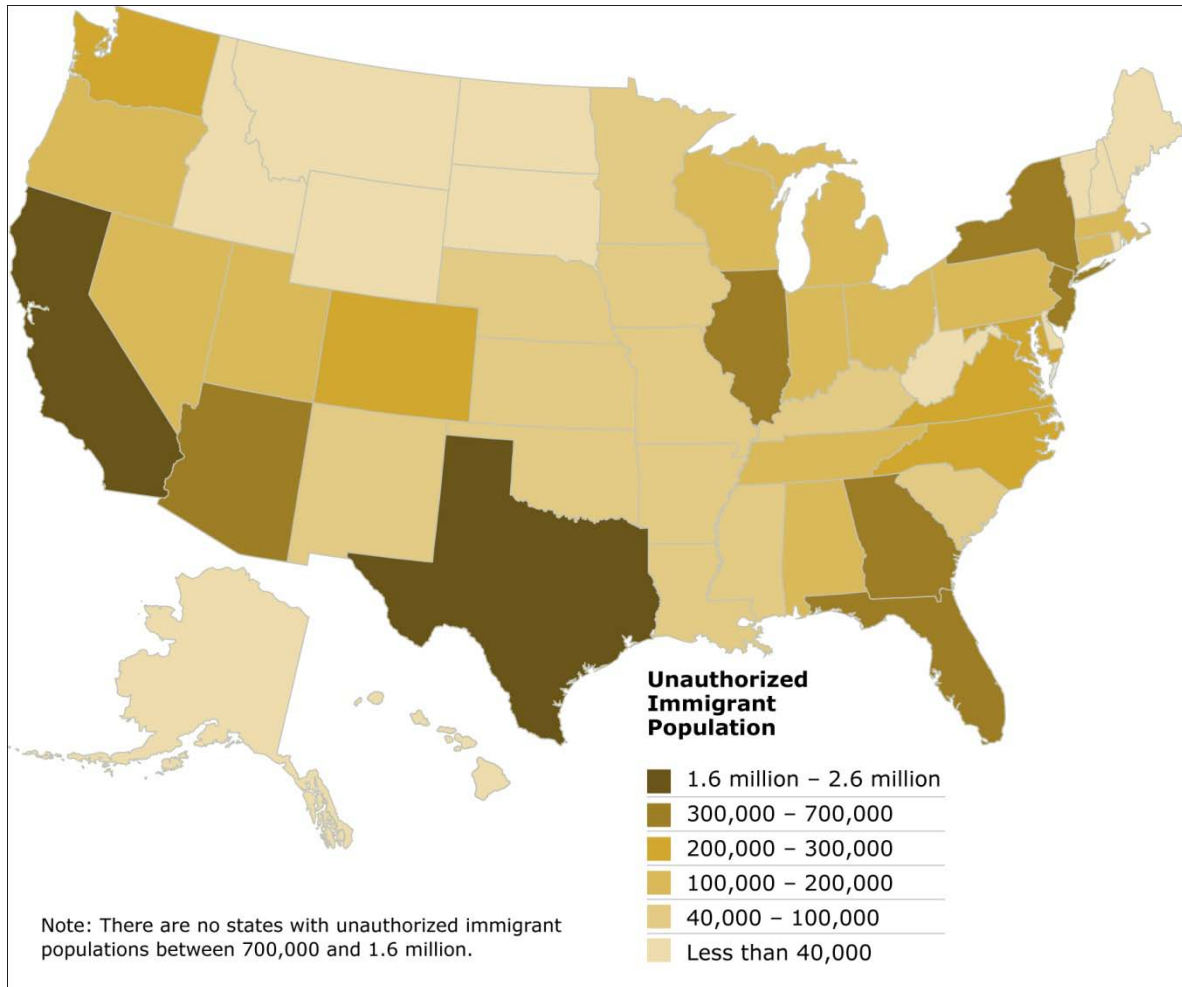 Unauthorized
Immigrant
Population
1.6 million – 2.6 million
300,000 – 700,000
200,000 – 300,000
100,000 – 200,000
40,000 – 100,000
Less than 40,000
Note: There are no states with unauthorized immigrant
populations between 700,000 and 1.6 million.